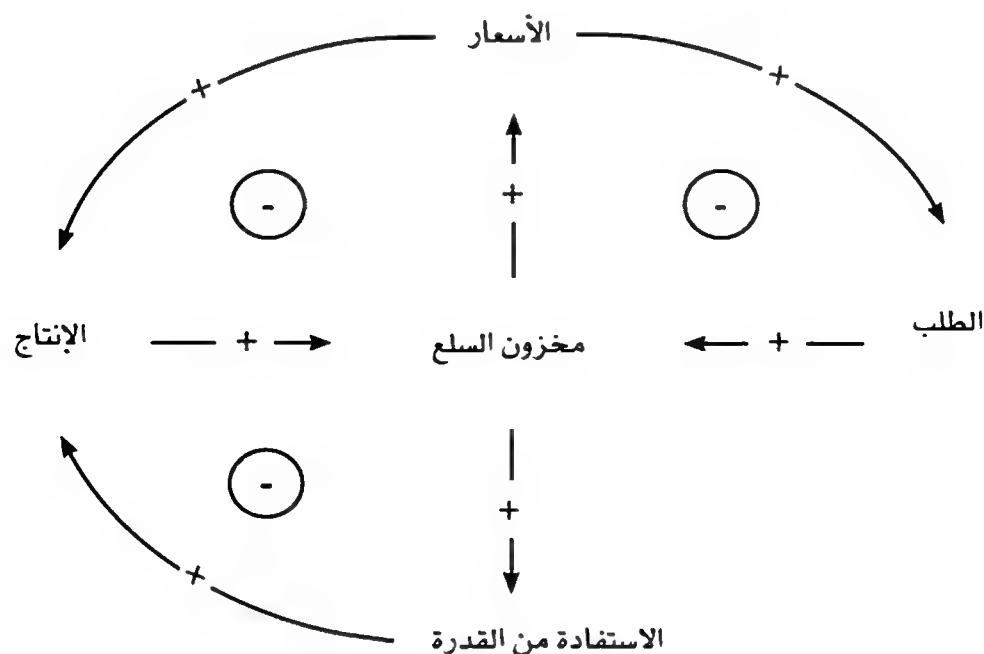 الأسعار
+
+
-
+
-
الطلب
الإنتاج
+
مخزون السلع
+
-
+
+
الاستفادة من القدرة